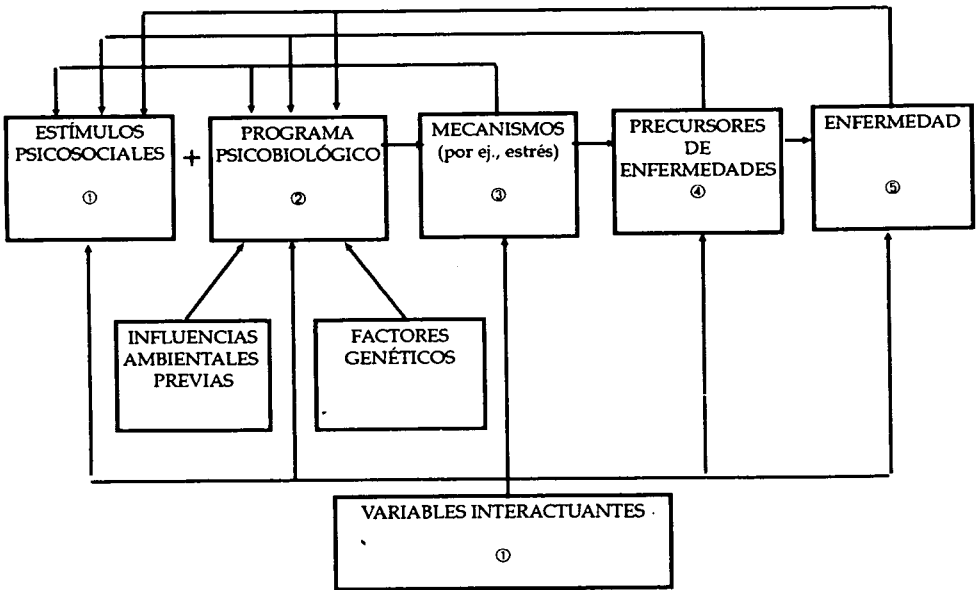 ESTÍMULOS
PSICOSOCIALES
①
+
PROGRAMA
PSICOBIOLÓGICO
②
MECANISMOS
(por ej., estrés)
③
PRECURSORES
DE
ENFERMEDADES
④
ENFERMEDAD
⑤
INFLUENCIAS
AMBIENTALES
PREVIAS
FACTORES
GENÉTICOS
VARIABLES INTERACTUANTES
①